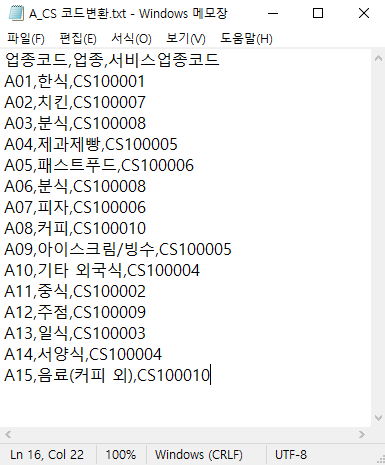 A_CS 코드변환.txt - Windows 메모장
파일(F) 편집(E) 서식(O) 보기(V) 도움말(H)
업종코드,업종,서비스업종코드
A01,한식,CS100001
A02,치킨,CS100007
A03,분식,CS100008
A04,제과제빵,CS100005
A05,패스트푸드,CS100006
A06,분식,CS100008
A07,피자,CS100006
A08,커피,CS100010
A09,아이스크림/빙수,CS100005
A10,기타 외국식,CS100004
A11,중식,CS100002
A12,주점,CS100009
A13,일식,CS100003
A14,서양식,CS100004
A15,음료(커피 외),CS100010
Ln 16, Col 22 100% Windows (CRLF) UTF-8